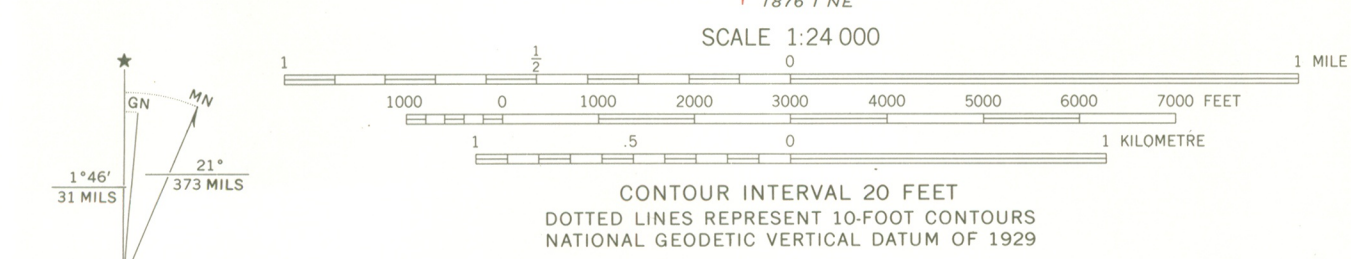 1876 I NE
SCALE 1:24 000
1 1/2 0 1 MILE
1000 0 1000 2000 3000 4000 5000 6000 7000 FEET
1 .5 0 1 KILOMETRE
CONTOUR INTERVAL 20 FEET
DOTTED LINES REPRESENT 10-FOOT CONTOURS
NATIONAL GEODETIC VERTICAL DATUM OF 1929
★
GN MN
1°46′
31 MILS
21°
373 MILS